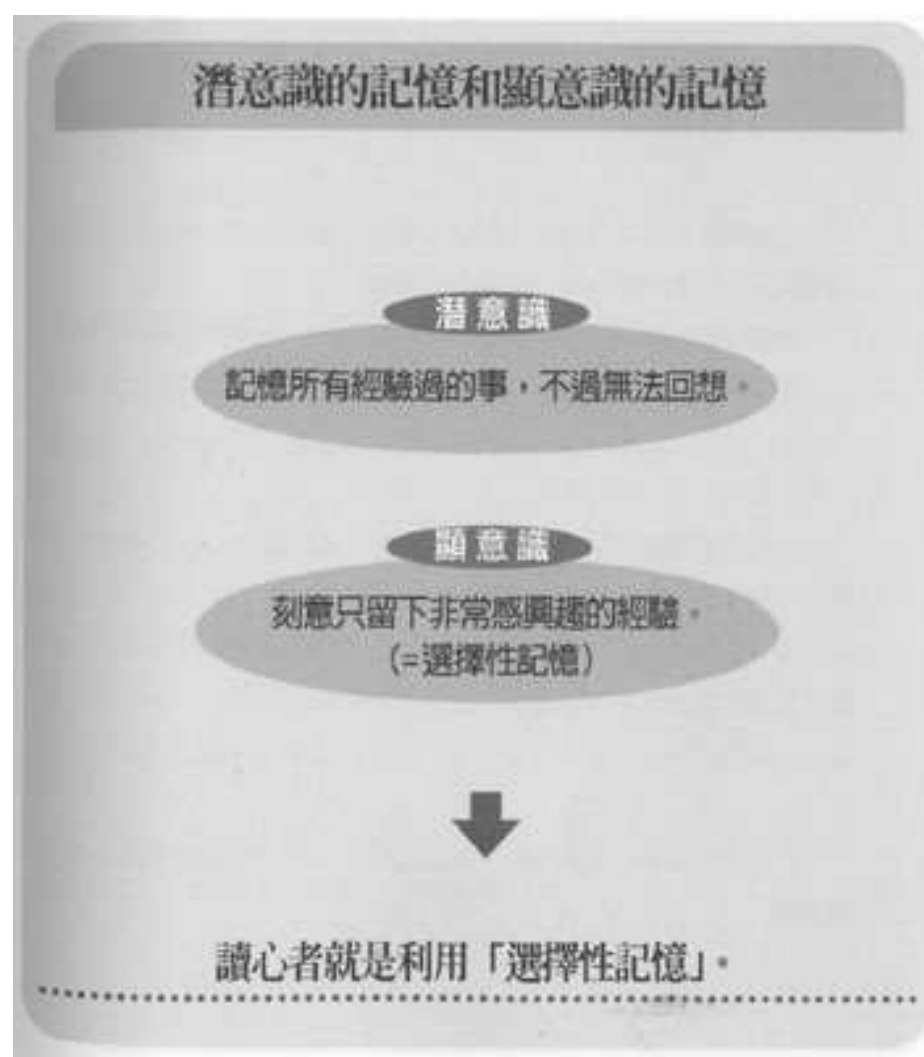 潛意識的記憶和顯意識的記憶
潛意識
記憶所有經驗過的事，不過無法回想。
顯意識
刻意只留下非常感興趣的經驗。
（=選擇性記憶）
讀心者就是利用「選擇性記憶」。